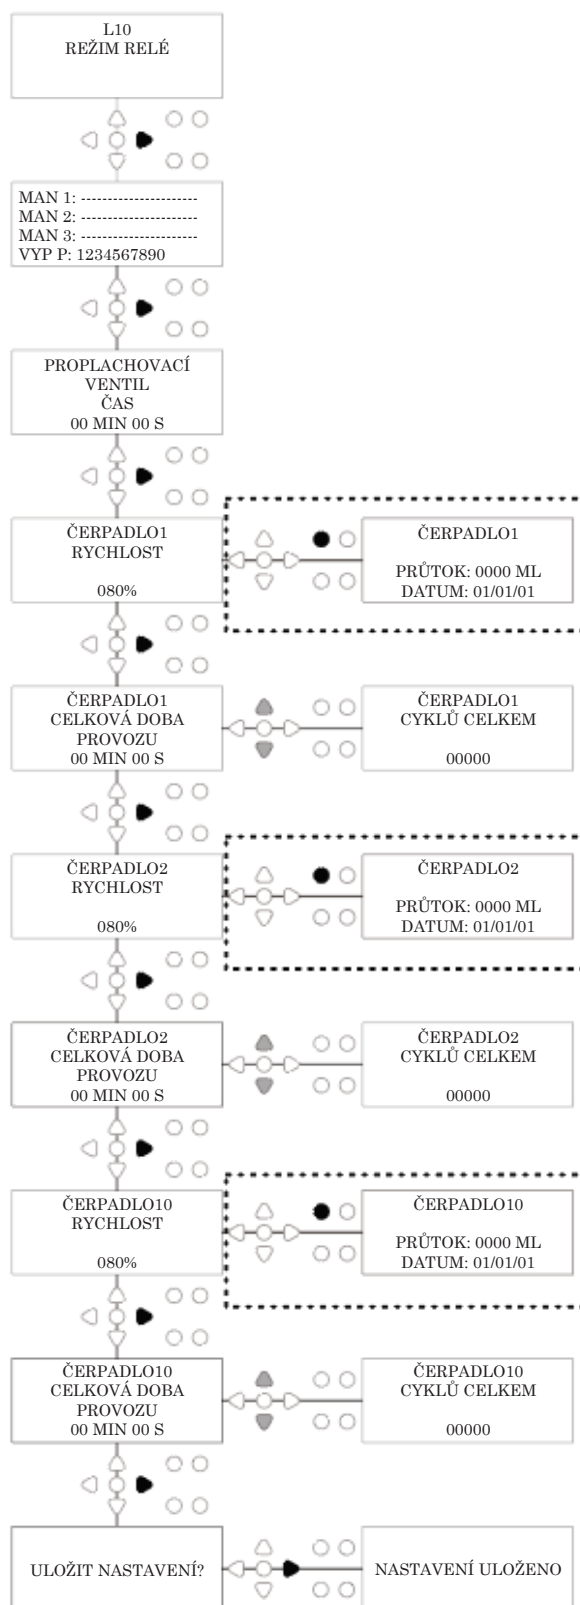 L10
REŽIM RELÉ
MAN 1: ----------------------
MAN 2: ----------------------
MAN 3: ----------------------
VYP P: 1234567890
PROPLACHOVACÍ
VENTIL
ČAS
00 MIN 00 S
ČERPADLO1
RYCHLOST
080%
ČERPADLO1
PRŮTOK: 0000 ML
DATUM: 01/01/01
ČERPADLO1
CELKOVÁ DOBA
PROVOZU
00 MIN 00 S
ČERPADLO1
CYKLŮ CELKEM
00000
ČERPADLO2
RYCHLOST
080%
ČERPADLO2
PRŮTOK: 0000 ML
DATUM: 01/01/01
ČERPADLO2
CELKOVÁ DOBA
PROVOZU
00 MIN 00 S
ČERPADLO2
CYKLŮ CELKEM
00000
ČERPADLO10
RYCHLOST
080%
ČERPADLO10
PRŮTOK: 0000 ML
DATUM: 01/01/01
ČERPADLO10
CELKOVÁ DOBA
PROVOZU
00 MIN 00 S
ČERPADLO10
CYKLŮ CELKEM
00000
ULOŽIT NASTAVENÍ?
NASTAVENÍ ULOŽENO